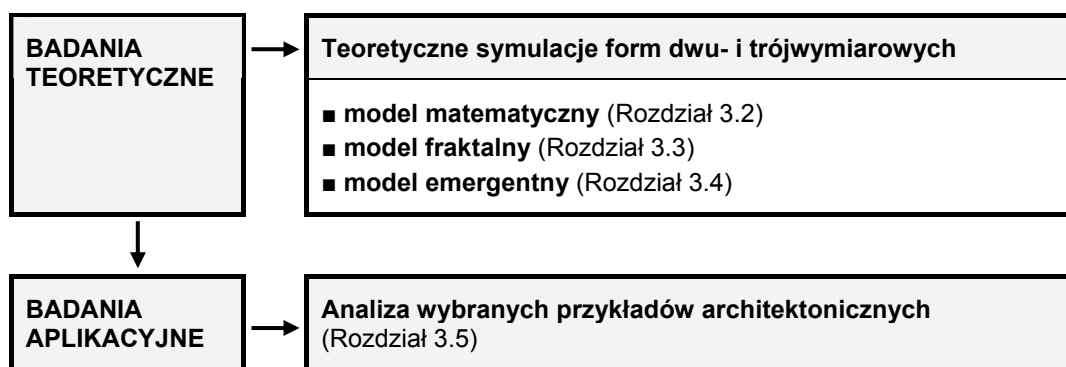 BADANIA
TEORETYCZNE
Teoretyczne symulacje form dwu- i trójwymiarowych
■ model matematyczny (Rozdział 3.2)
■ model fraktalny (Rozdział 3.3)
■ model emergentny (Rozdział 3.4)
BADANIA
APLIKACYJNE
Analiza wybranych przykładów architektonicznych
(Rozdział 3.5)